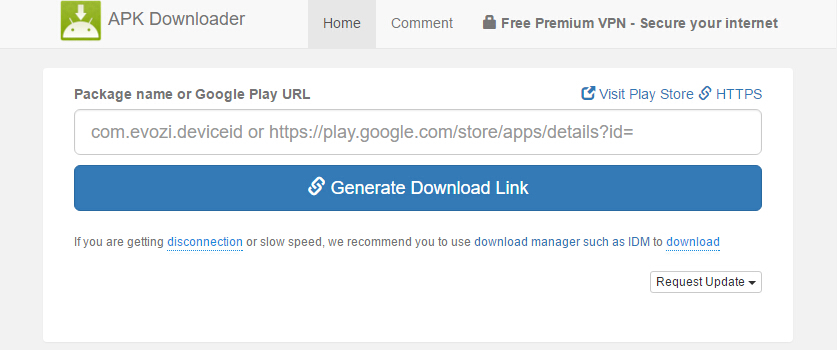 APK Downloader Home Comment Free Premium VPN - Secure your internet
Package name or Google Play URL Visit Play Store HTTPS
com.evozi.deviceid or https://play.google.com/store/apps/details?id=
Generate Download Link
If you are getting disconnection or slow speed, we recommend you to use download manager such as IDM to download
Request Update